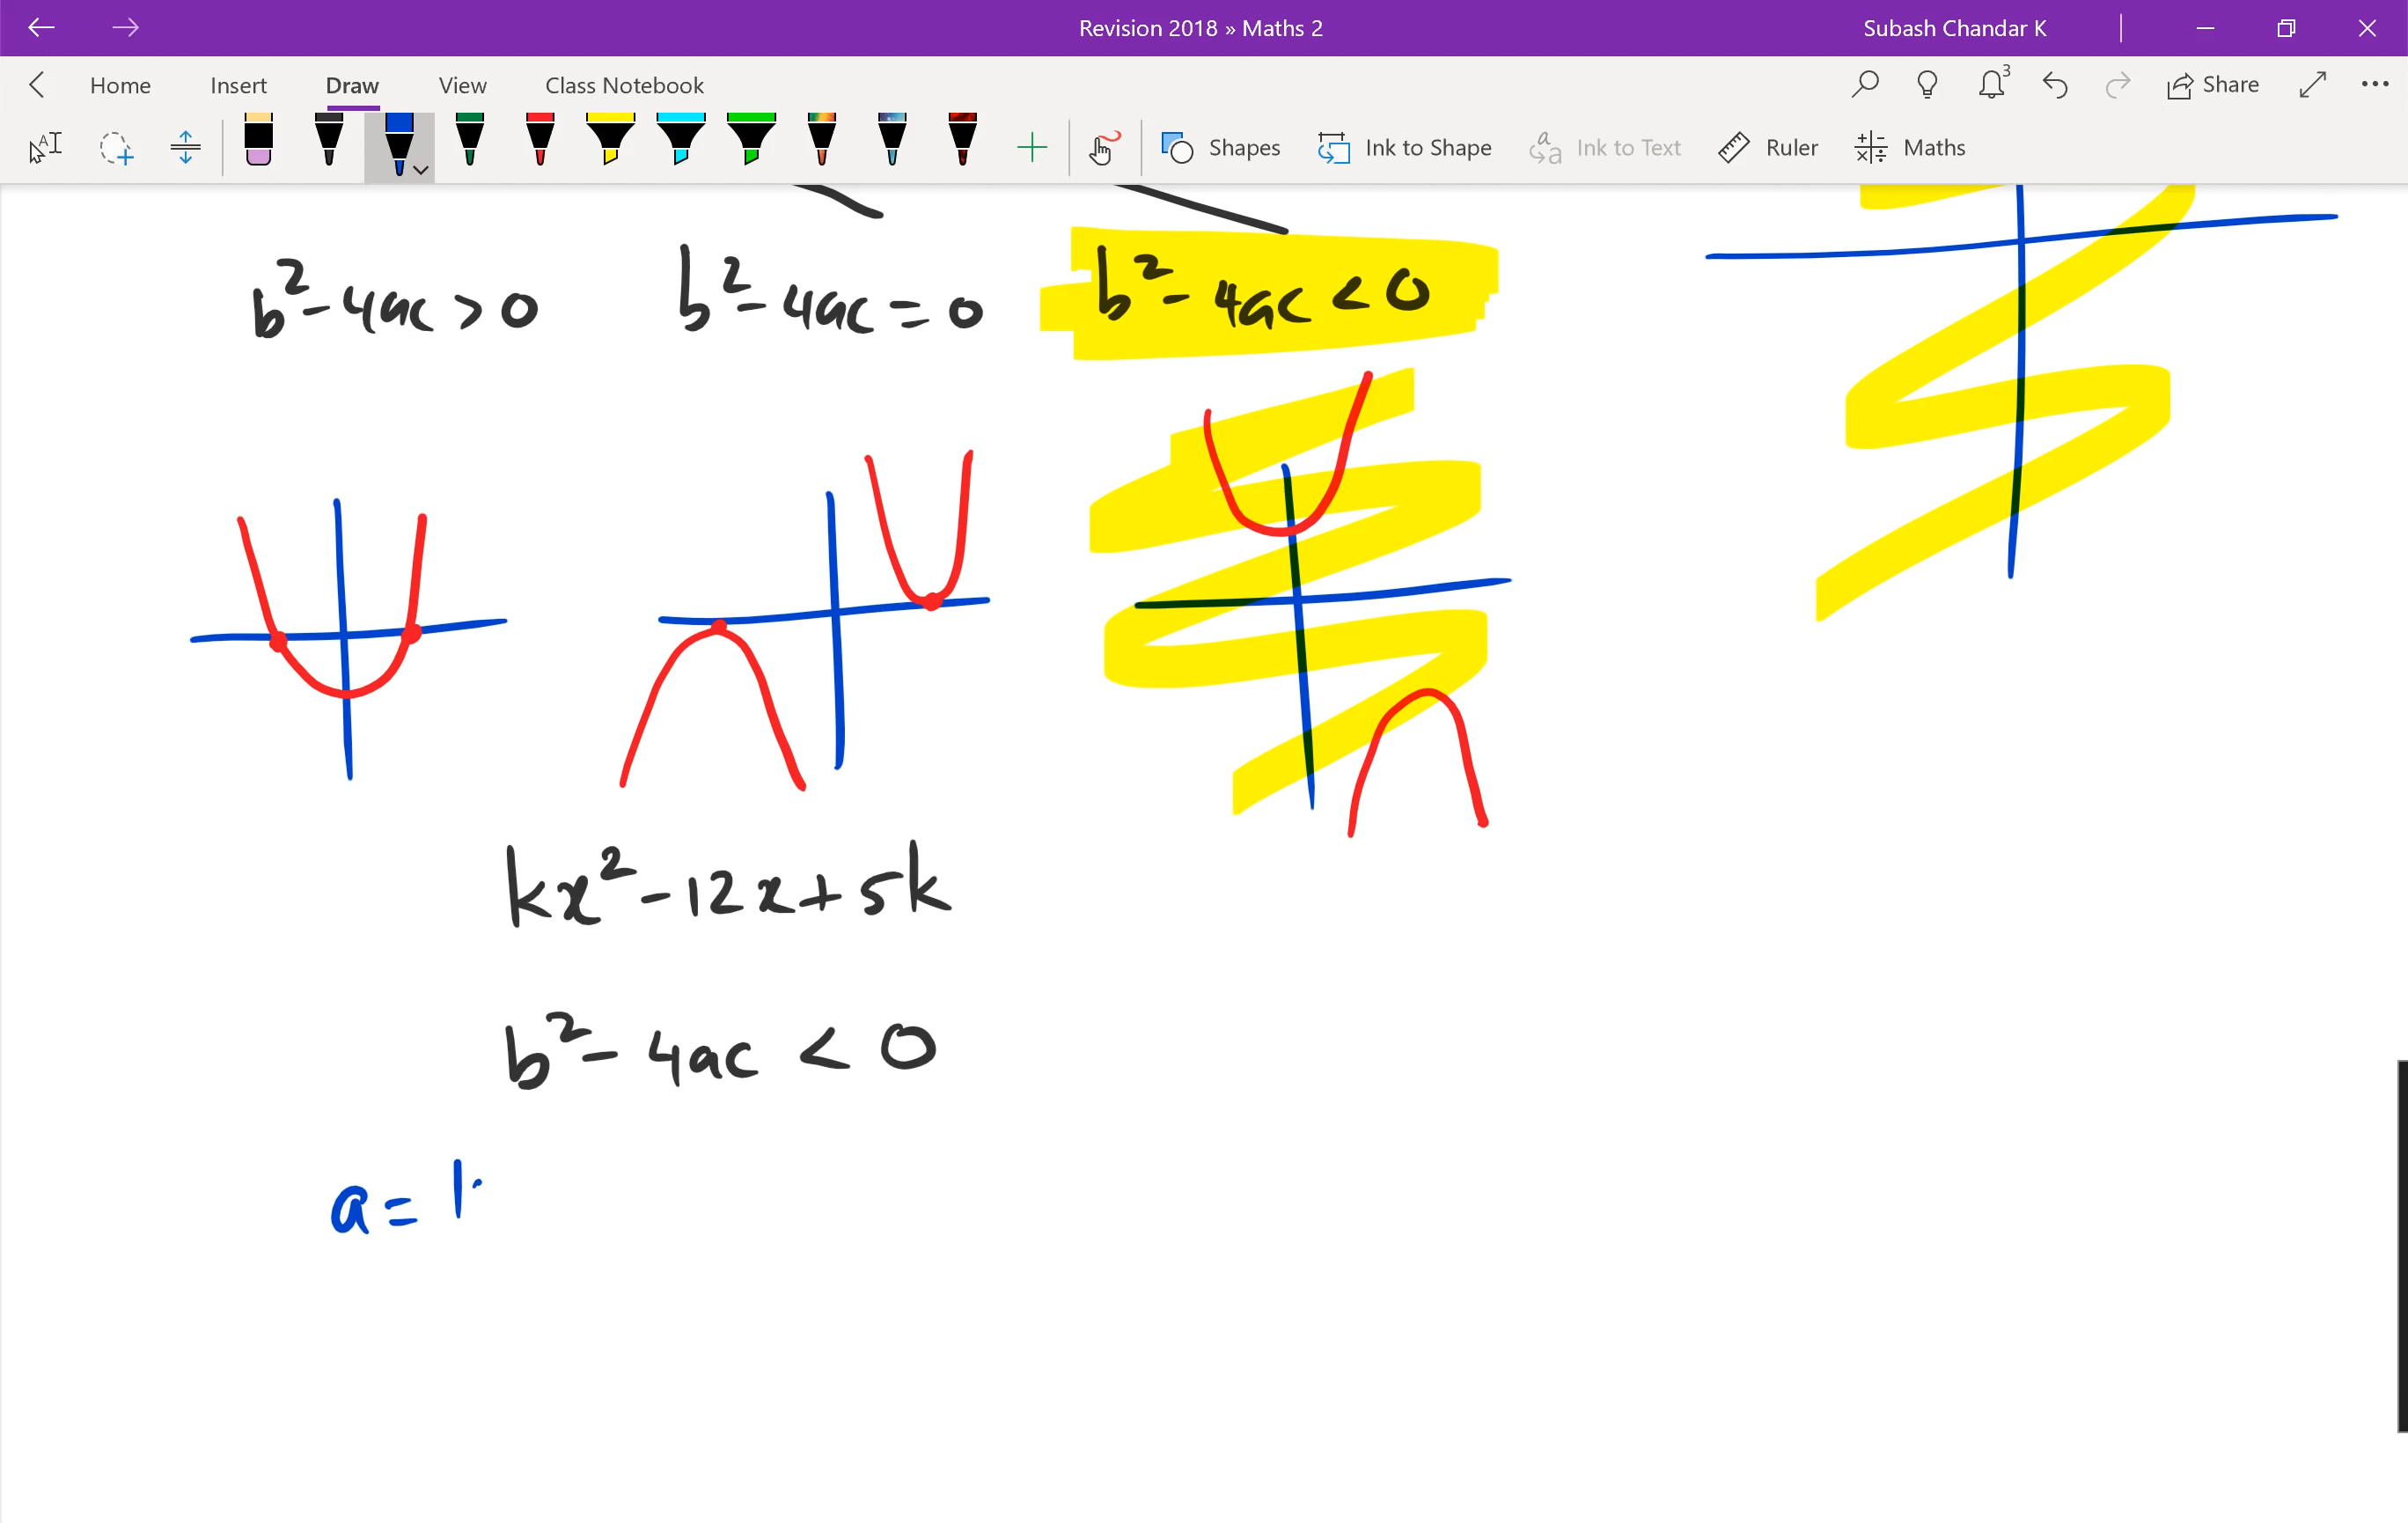 Revision 2018 » Maths 2
Subash Chandar K
Home Insert Draw View Class Notebook
3 Share
Shapes Ink to Shape Ink to Text Ruler Maths
b²-4ac > 0 b²-4ac = 0 b²-4ac < 0
kx²-12x+5k
b²-4ac < 0
a=